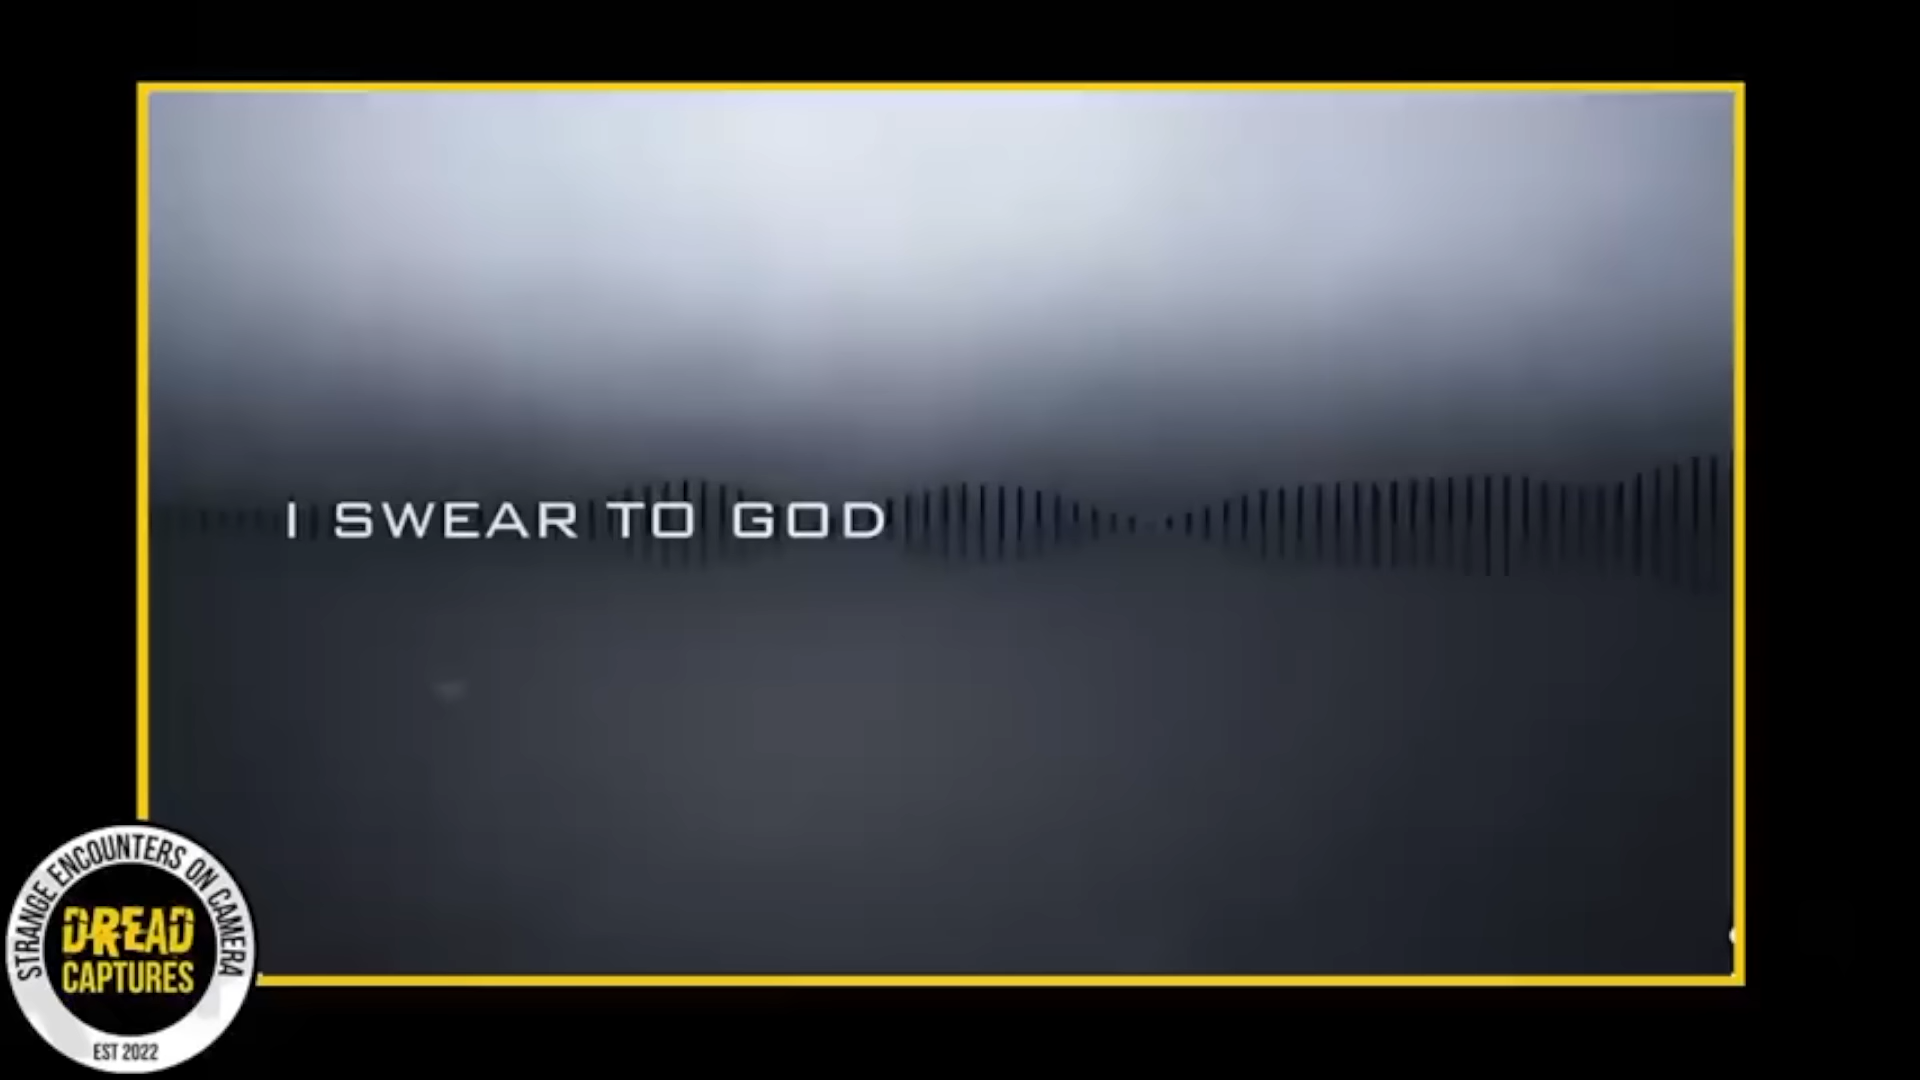 I SWEAR TO GOD
STRANGE ENCOUNTERS ON CAMERA
DREAD
CAPTURES
EST 2022